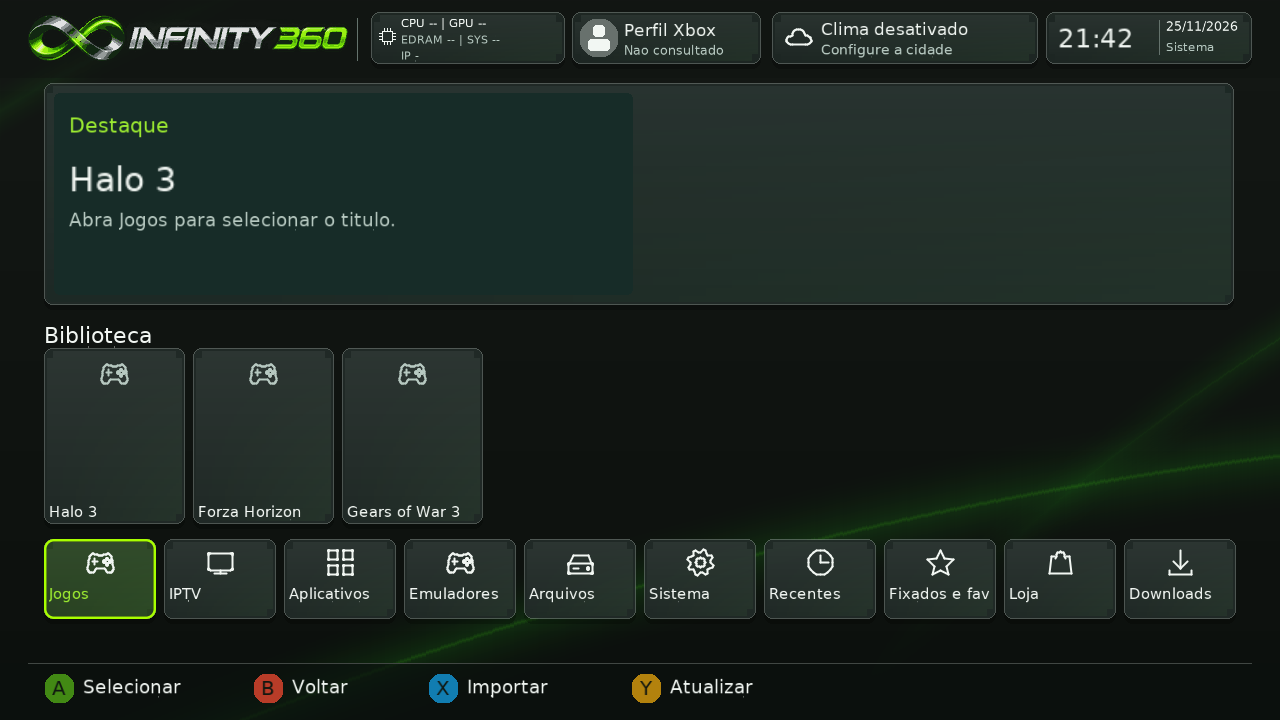 INFINITY 360
CPU -- | GPU --
EDRAM -- | SYS --
IP -
Perfil Xbox
Nao consultado
Clima desativado
Configure a cidade
21:42
25/11/2026
Sistema
Destaque
Halo 3
Abra Jogos para selecionar o titulo.
Biblioteca
Halo 3
Forza Horizon
Gears of War 3
Jogos
IPTV
Aplicativos
Emuladores
Arquivos
Sistema
Recentes
Fixados e fav
Loja
Downloads
A Selecionar
B Voltar
X Importar
Y Atualizar